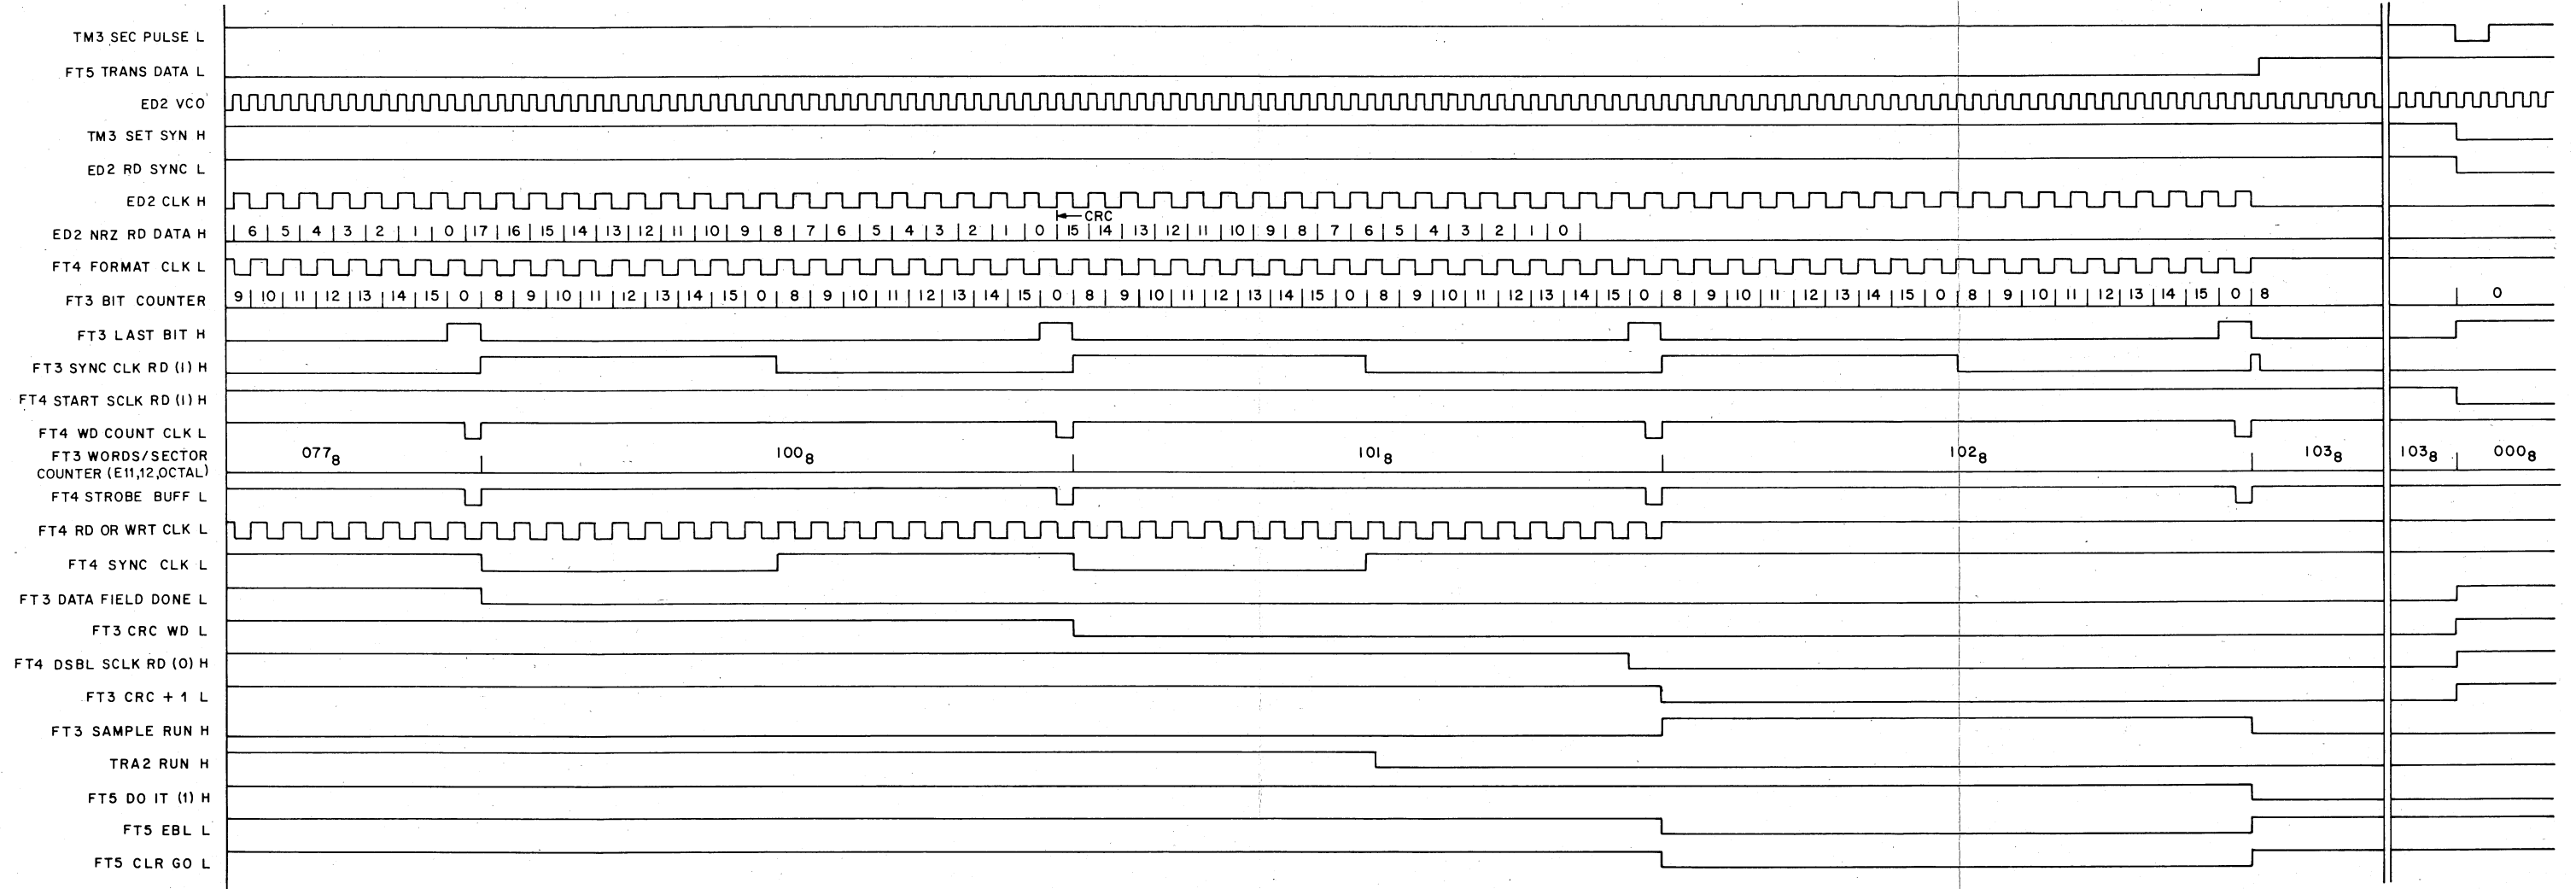 TM3 SEC PULSE L
FT5 TRANS DATA L
ED2 VCO
TM3 SET SYN H
ED2 RD SYNC L
ED2 CLK H
CRC
ED2 NRZ RD DATA H 6 5 4 3 2 1 0 17 16 15 14 13 12 11 10 9 8 7 6 5 4 3 2 1 0 15 14 13 12 11 10 9 8 7 6 5 4 3 2 1 0
FT4 FORMAT CLK L
FT3 BIT COUNTER 9 10 11 12 13 14 15 0 8 9 10 11 12 13 14 15 0 8 9 10 11 12 13 14 15 0 8 9 10 11 12 13 14 15 0 8 9 10 11 12 13 14 15 0 8 9 10 11 12 13 14 15 0 8 9 10 11 12 13 14 15 0 8 0
FT3 LAST BIT H
FT3 SYNC CLK RD (1) H
FT4 START SCLK RD (1) H
FT4 WD COUNT CLK L
FT3 WORDS/SECTOR 077₈ 100₈ 101₈ 102₈ 103₈ 103₈ 000₈
COUNTER (E11,12,OCTAL)
FT4 STROBE BUFF L
FT4 RD OR WRT CLK L
FT4 SYNC CLK L
FT3 DATA FIELD DONE L
FT3 CRC WD L
FT4 DSBL SCLK RD (0) H
FT3 CRC + 1 L
FT3 SAMPLE RUN H
TRA2 RUN H
FT5 DO IT (1) H
FT5 EBL L
FT5 CLR GO L